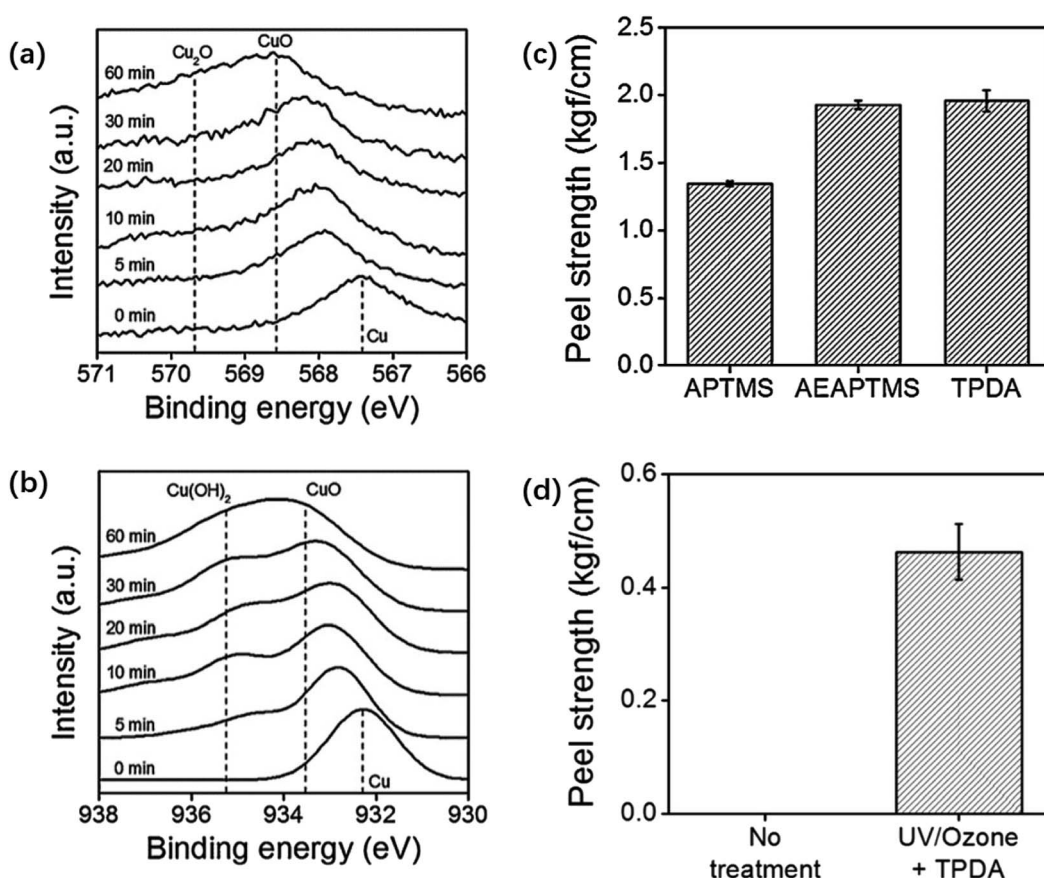 (a)
Cu₂O
CuO
60 min
30 min
20 min
10 min
5 min
0 min
Cu
Intensity (a.u.)
571 570 569 568 567 566
Binding energy (eV)
(b)
Cu(OH)₂
CuO
60 min
30 min
20 min
10 min
5 min
0 min
Cu
Intensity (a.u.)
938 936 934 932 930
Binding energy (eV)
(c)
Peel strength (kgf/cm)
2.5
2.0
1.5
1.0
0.5
0.0
APTMS AEAPTMS TPDA
(d)
Peel strength (kgf/cm)
0.6
0.4
0.2
0.0
No
treatment
UV/Ozone
+ TPDA